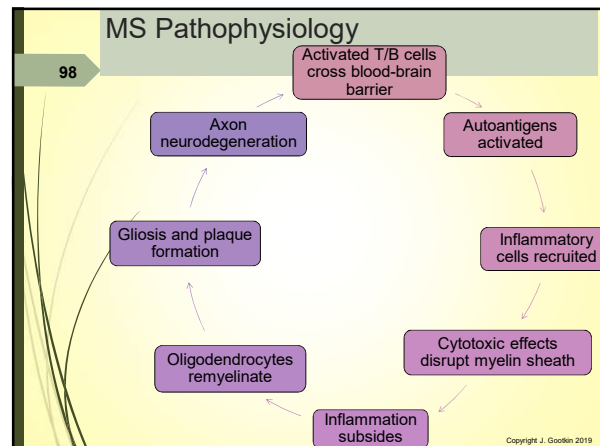 MS Pathophysiology
98
Activated T/B cells
cross blood-brain
barrier
Autoantigens
activated
Inflammatory
cells recruited
Cytotoxic effects
disrupt myelin sheath
Inflammation
subsides
Oligodendrocytes
remyelinate
Gliosis and plaque
formation
Axon
neurodegeneration
Copyright J. Gootkin 2019